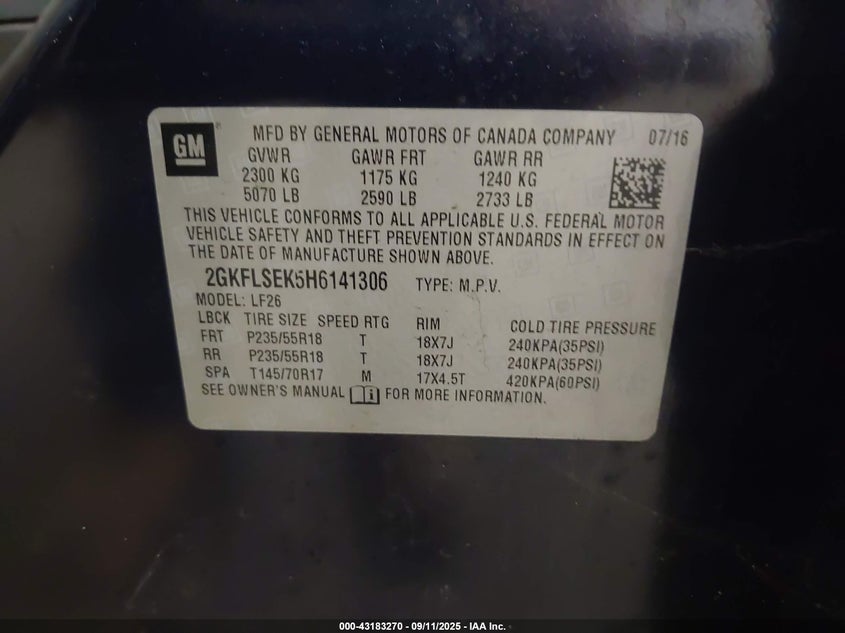 GM MFD BY GENERAL MOTORS OF CANADA COMPANY 07/16
GVWR GAWR FRT GAWR RR
2300 KG 1175 KG 1240 KG
5070 LB 2590 LB 2733 LB
THIS VEHICLE CONFORMS TO ALL APPLICABLE U.S. FEDERAL MOTOR
VEHICLE SAFETY AND THEFT PREVENTION STANDARDS IN EFFECT ON
THE DATE OF MANUFACTURE SHOWN ABOVE.
2GKFLSEK5H6141306 TYPE: M.P.V.
MODEL: LF26
LBCK TIRE SIZE SPEED RTG RIM COLD TIRE PRESSURE
FRT P235/55R18 T 18X7J 240KPA(35PSI)
RR P235/55R18 T 18X7J 240KPA(35PSI)
SPA T145/70R17 M 17X4.5T 420KPA(60PSI)
SEE OWNER'S MANUAL FOR MORE INFORMATION.
000-43183270 - 09/11/2025 - IAA Inc.